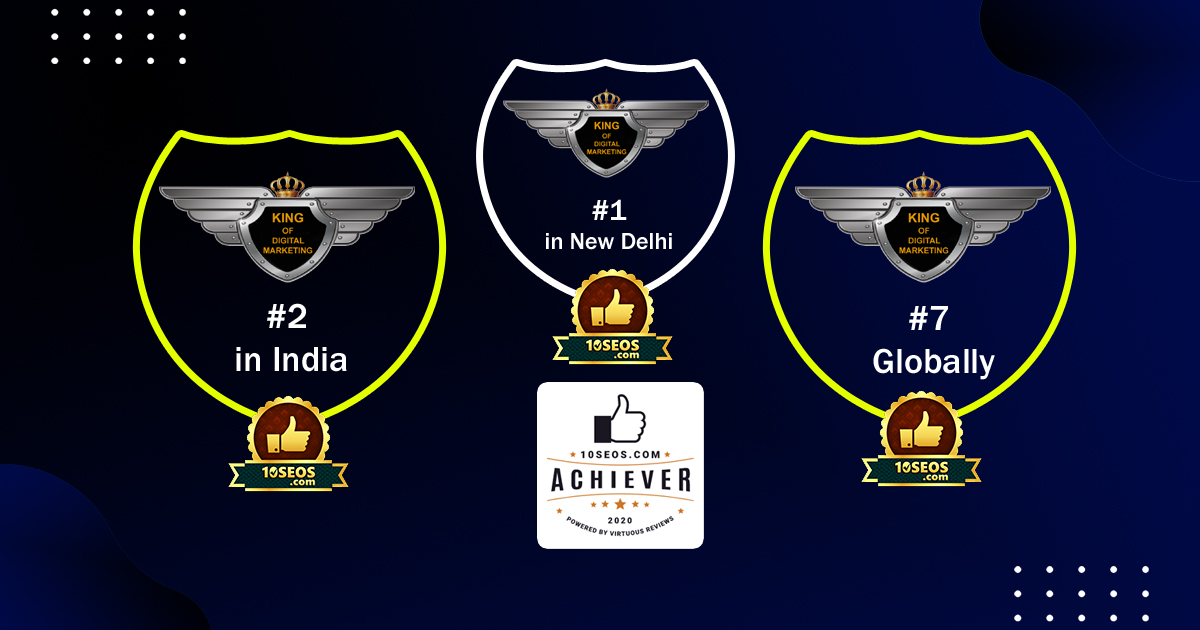 KING
OF
DIGITAL
MARKETING
#2
in India
10SEOS
.com
KING
OF
DIGITAL
MARKETING
#1
in New Delhi
10SEOS
.com
10SEOS.COM
ACHIEVER
2020
POWERED BY VIRTUOUS REVIEWS
KING
OF
DIGITAL
MARKETING
#7
Globally
10SEOS
.com